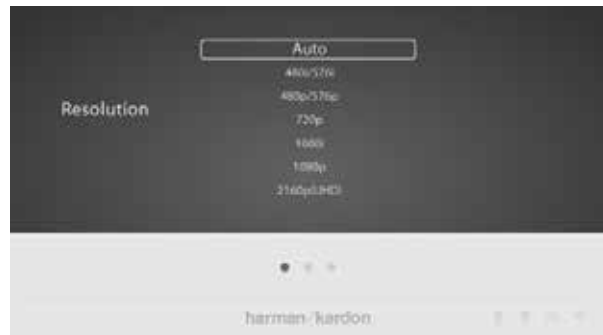 Auto
480i/576i
480p/576p
Resolution
720p
1080i
1080p
2160p(UHD)
harman/kardon